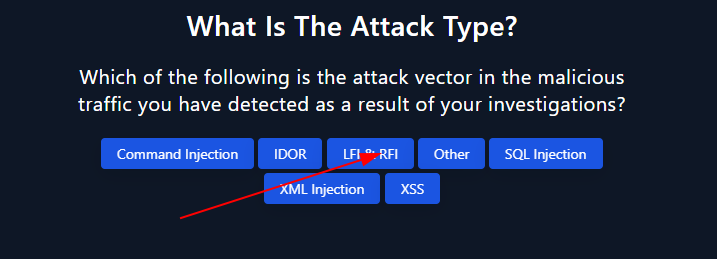 What Is The Attack Type?
Which of the following is the attack vector in the malicious
traffic you have detected as a result of your investigations?
Command Injection IDOR LFI & RFI Other SQL Injection
XML Injection XSS